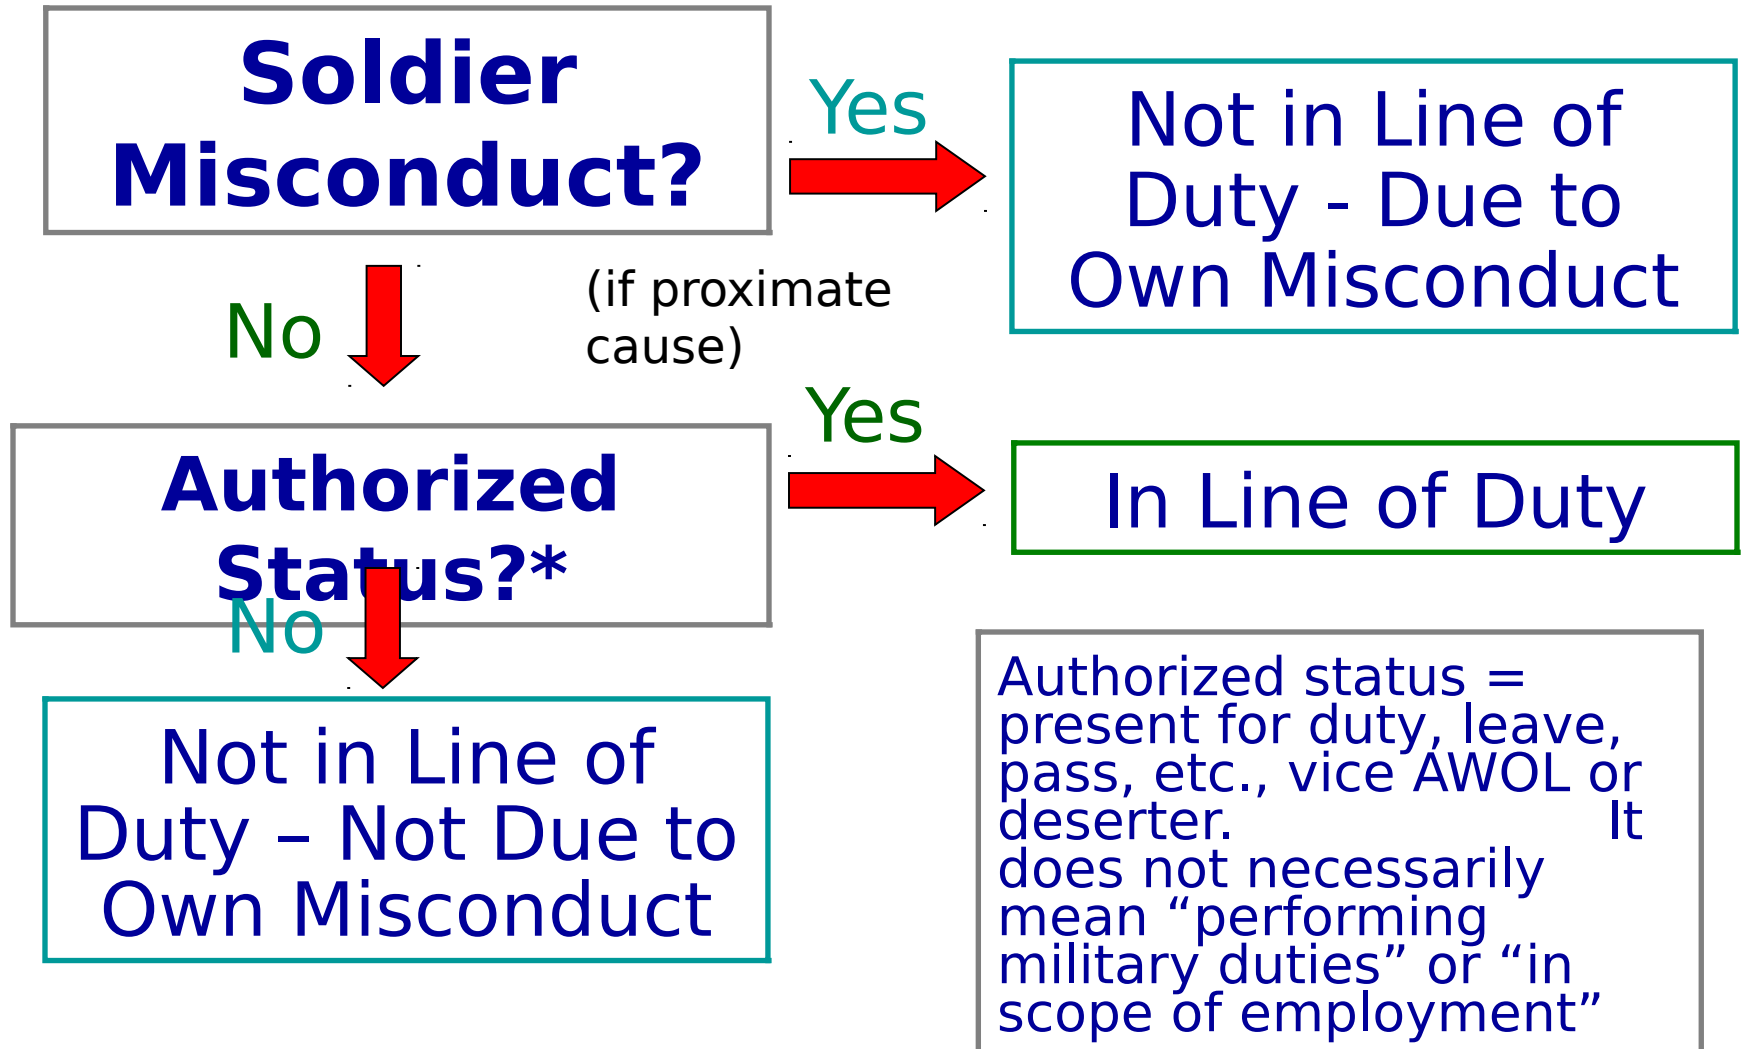 Soldier
Misconduct?
Yes
Not in Line of
Duty - Due to
Own Misconduct
(if proximate
cause)
No
Authorized
Status?*
Yes
In Line of Duty
No
Not in Line of
Duty – Not Due to
Own Misconduct
Authorized status =
present for duty, leave,
pass, etc., vice AWOL or
deserter. It
does not necessarily
mean “performing
military duties” or “in
scope of employment”